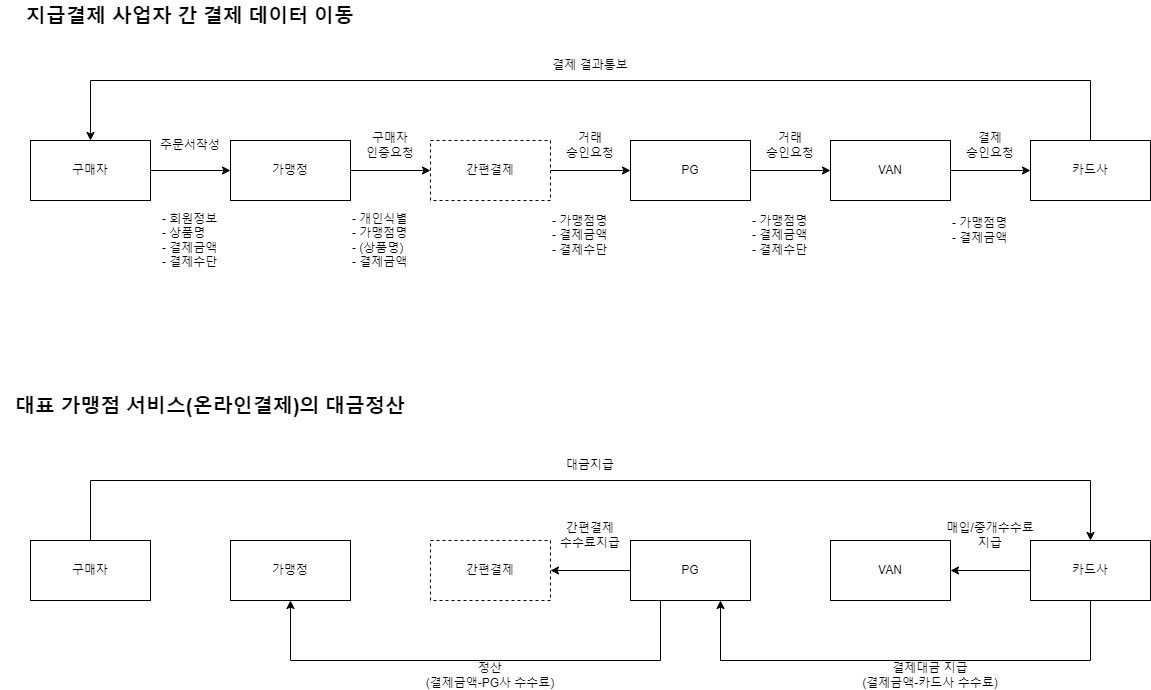 지급결제 사업자 간 결제 데이터 이동
결제 결과통보
구매자
주문서작성
가맹정
구매자
인증요청
간편결제
거래
승인요청
PG
거래
승인요청
VAN
결제
승인요청
카드사
- 회원정보
- 상품명
- 결제금액
- 결제수단
- 개인식별
- 가맹점명
- (상품명)
- 결제금액
- 가맹점명
- 결제금액
- 결제수단
- 가맹점명
- 결제금액
- 결제수단
- 가맹점명
- 결제금액
대표 가맹점 서비스(온라인결제)의 대금정산
대금지급
구매자
가맹정
간편결제
간편결제
수수료지급
PG
VAN
매입/중개수수료
지급
카드사
정산
(결제금액-PG사 수수료)
결제대금 지급
(결제금액-카드사 수수료)